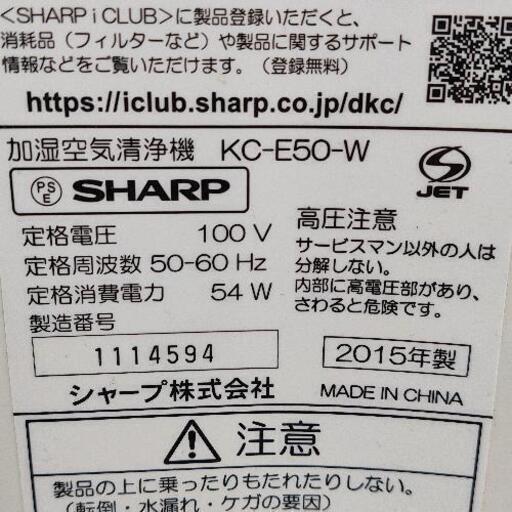 <SHARP i CLUB>に製品登録いただくと、
消耗品（フィルターなど）や製品に関するサポート
情報などをご覧いただけます。（登録無料）
https://iclub.sharp.co.jp/dkc/
加湿空気清浄機 KC-E50-W
PS E SHARP
JET
定格電圧 100 V
定格周波数 50-60 Hz
定格消費電力 54 W
製造番号
1114594
シャープ株式会社
高圧注意
サービスマン以外の人は
分解しない。
内部に高電圧部があり、
さわると危険です。
2015年製
MADE IN CHINA
注意
製品の上に乗ったりもたれたりしない。
（転倒・水漏れ・ケガの要因）